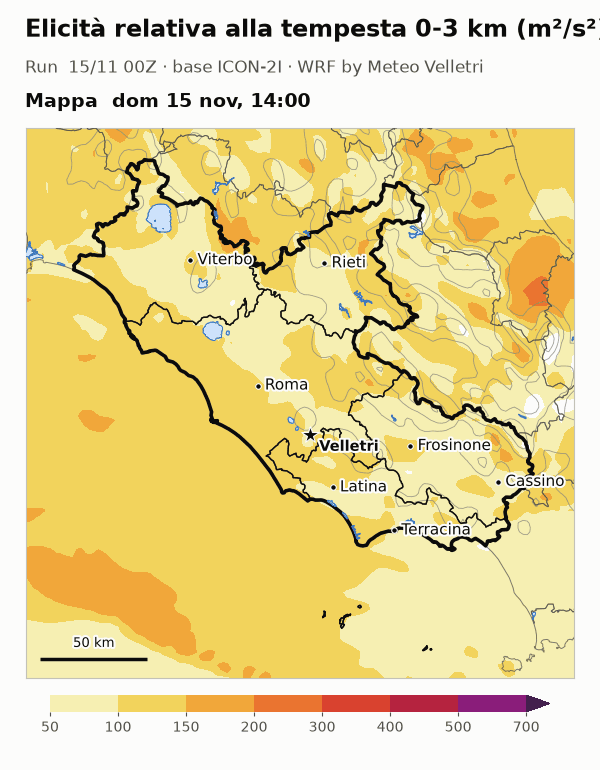 Elicità relativa alla tempesta 0-3 km (m²/s²)
Run 15/11 00Z · base ICON-2I · WRF by Meteo Velletri
Mappa dom 15 nov, 14:00
Viterbo
Rieti
Roma
Velletri
Frosinone
Cassino
Latina
Terracina
50 km
50 100 150 200 300 400 500 700